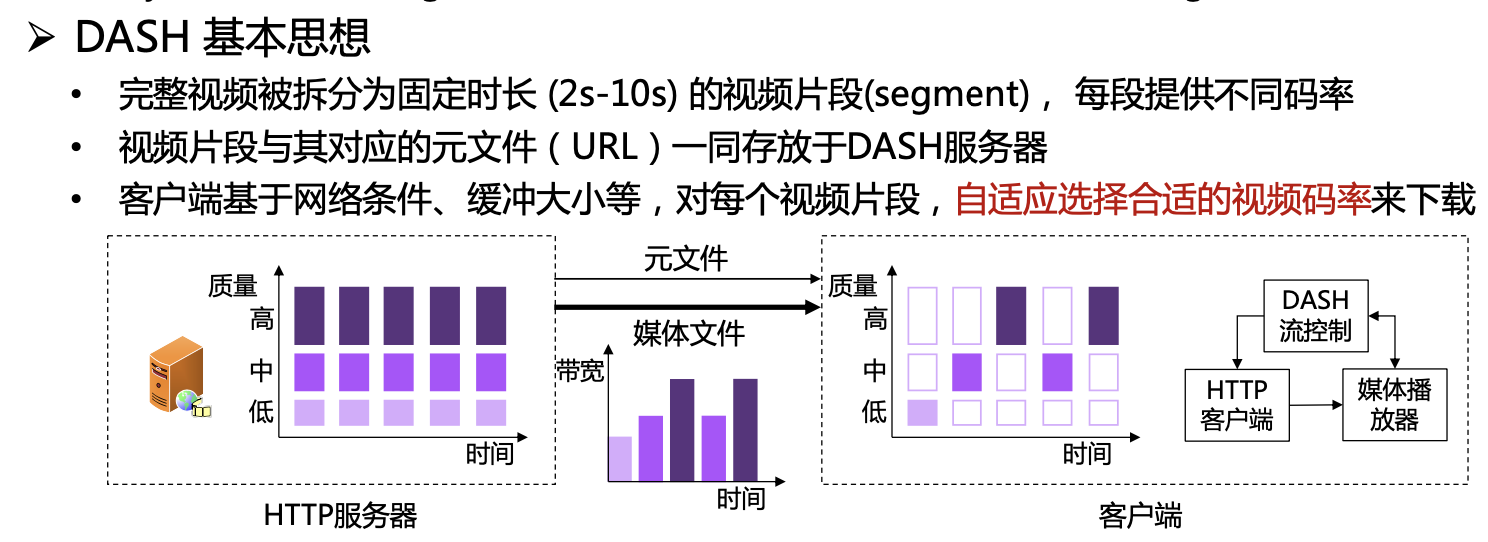 ➢ DASH 基本思想
• 完整视频被拆分为固定时长 (2s-10s) 的视频片段(segment)， 每段提供不同码率
• 视频片段与其对应的元文件（URL）一同存放于DASH服务器
• 客户端基于网络条件、缓冲大小等，对每个视频片段，自适应选择合适的视频码率来下载
质量
高
中
低
时间
HTTP服务器
元文件
媒体文件
带宽
时间
质量
高
中
低
时间
DASH
流控制
HTTP
客户端
媒体播
放器
客户端